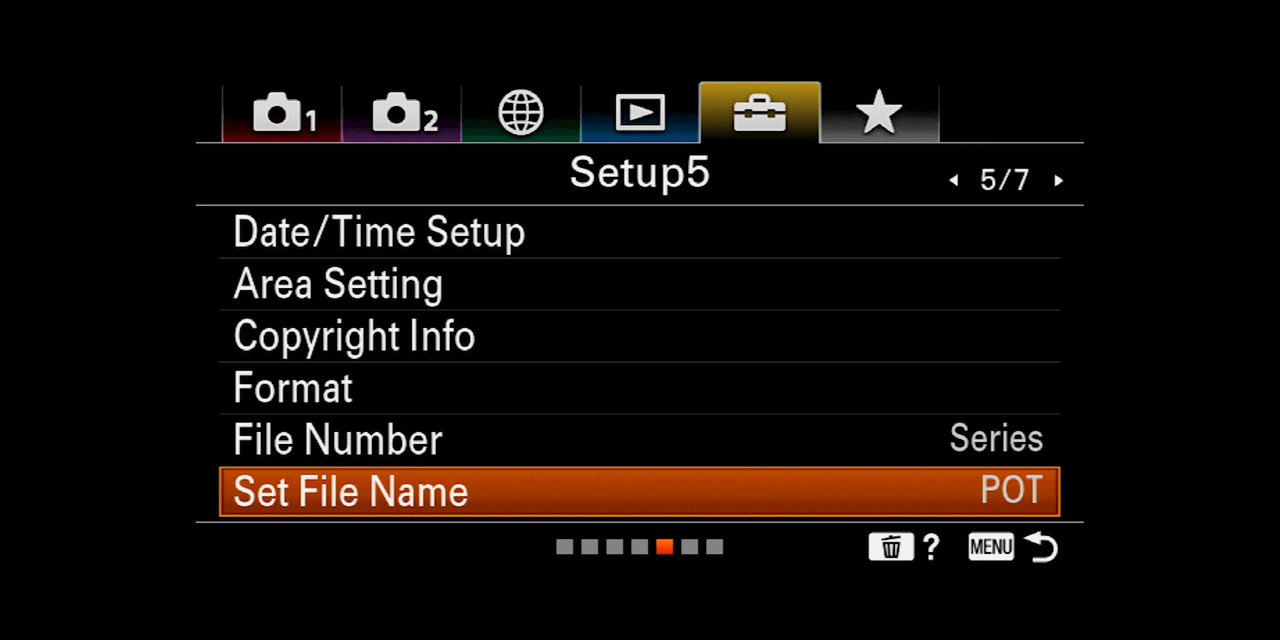 1 2
Setup5 5/7
Date/Time Setup
Area Setting
Copyright Info
Format
File Number Series
Set File Name POT
? MENU